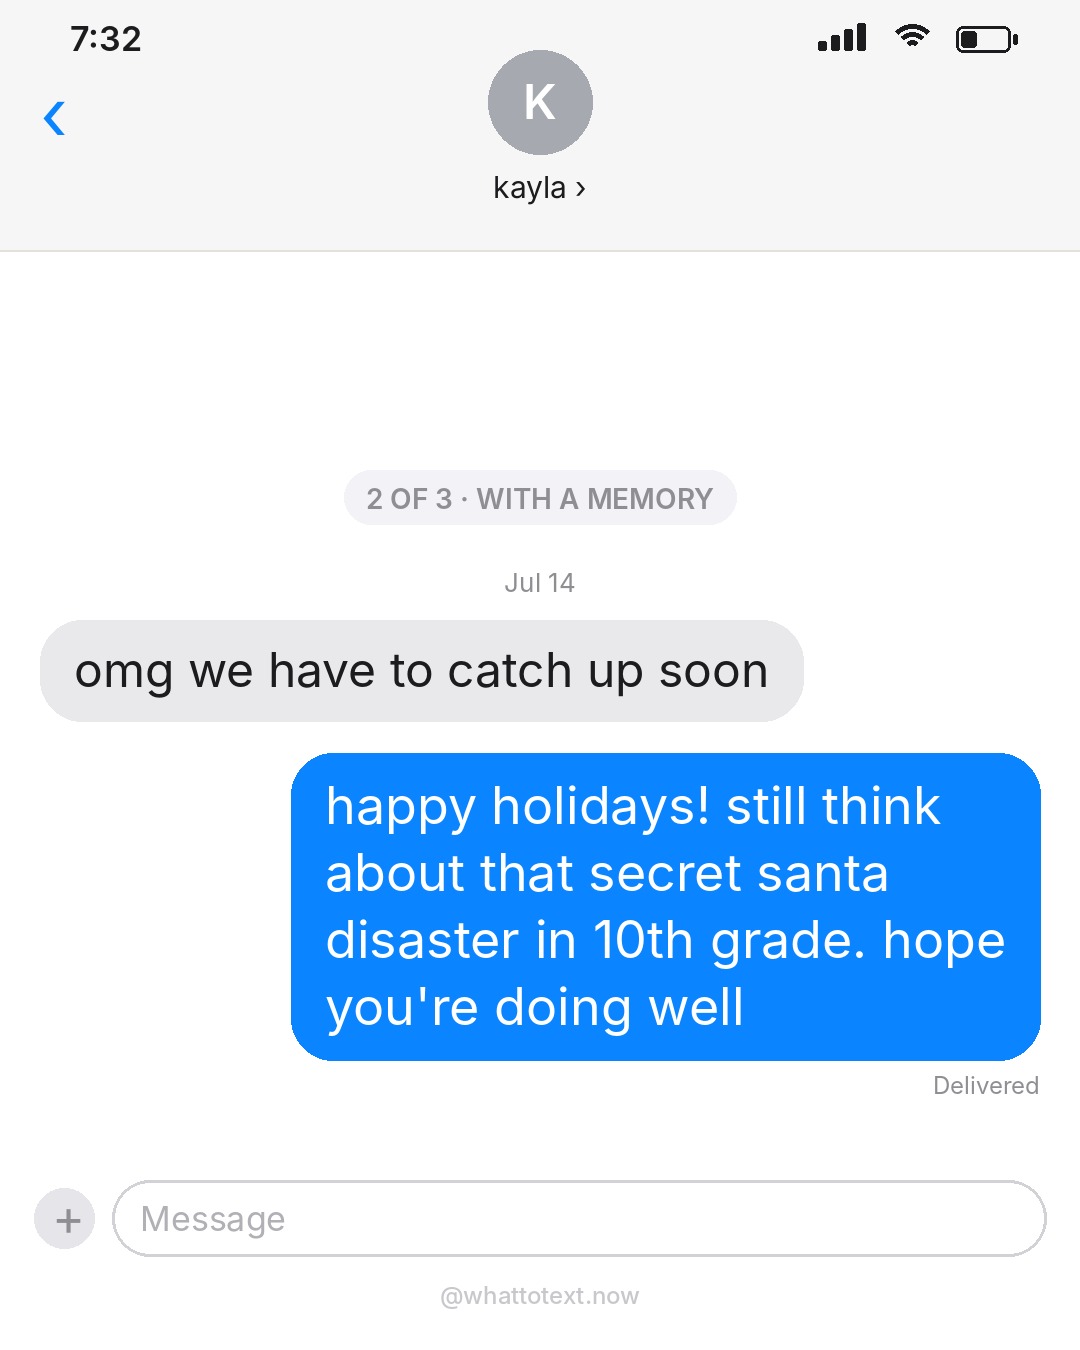 7:32
K
kayla ›
2 OF 3 · WITH A MEMORY
Jul 14
omg we have to catch up soon
happy holidays! still think
about that secret santa
disaster in 10th grade. hope
you're doing well
Delivered
+ Message
@whattotext.now